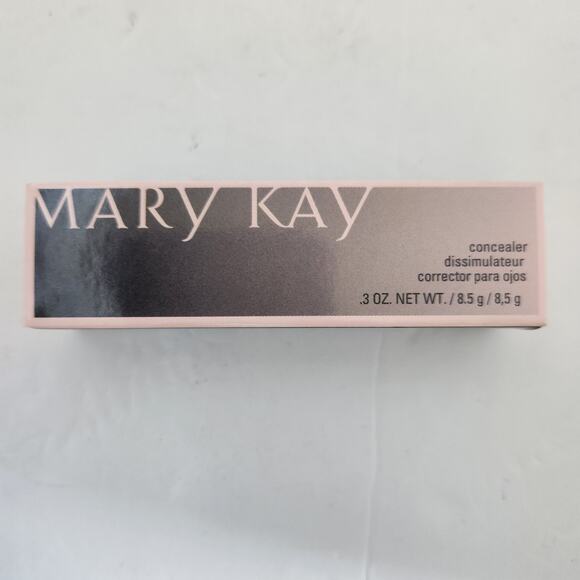 MARY KAY
concealer
dissimulateur
corrector para ojos
.3 OZ. NET WT. / 8.5 g / 8,5 g